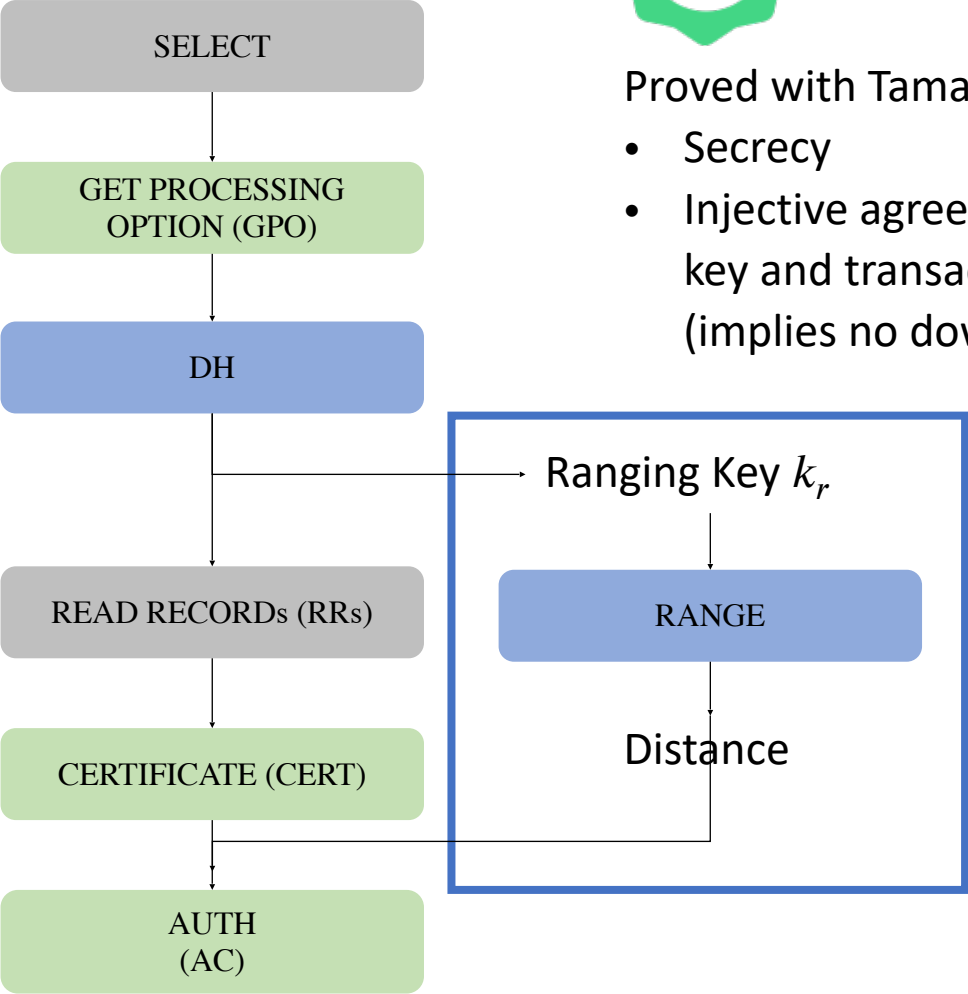 SELECT
GET PROCESSING
OPTION (GPO)
DH
READ RECORDs (RRs)
CERTIFICATE (CERT)
AUTH
(AC)
Proved with Tama
• Secrecy
• Injective agree
key and transa
(implies no dow
Ranging Key kᵣ
RANGE
Distance